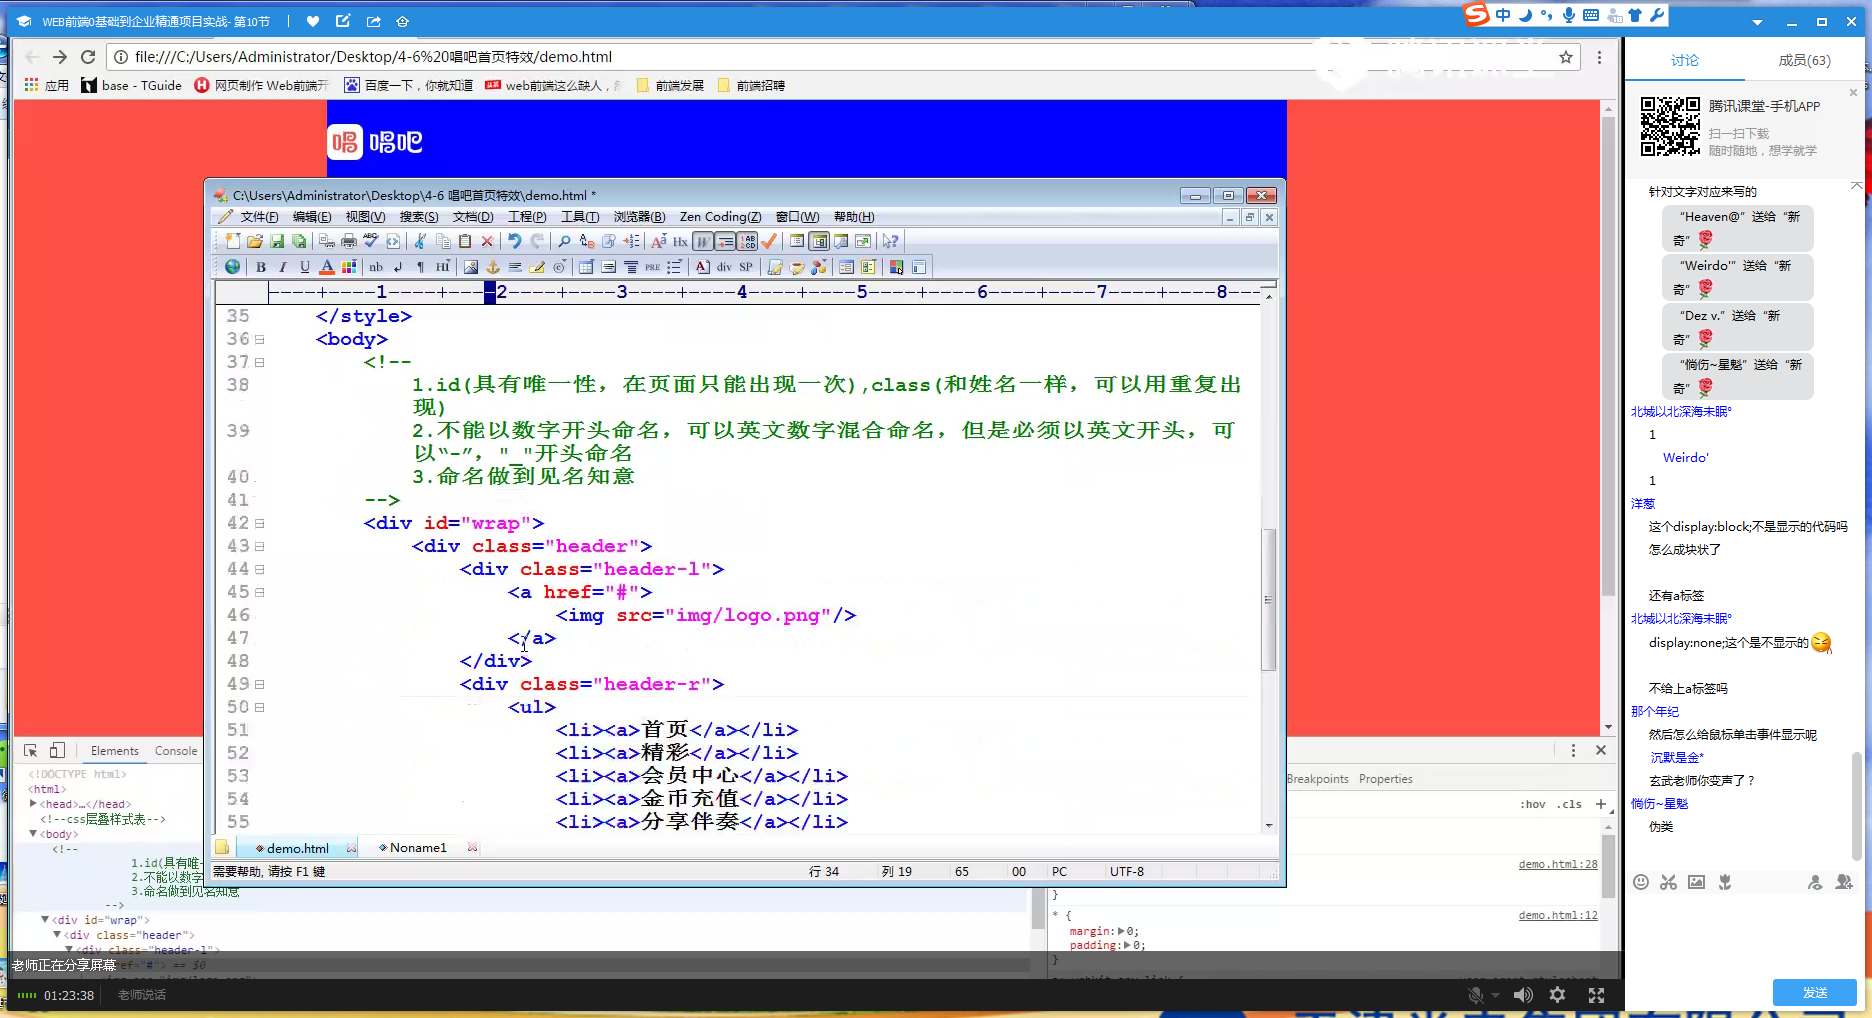 WEB前端0基础到企业精通项目实战- 第10节
中
file:///C:/Users/Administrator/Desktop/4-6%20唱吧首页特效/demo.html
应用 base - TGuide 网页制作 Web前端开 百度一下，你就知道 web前端这么缺人， 前端发展 前端招聘
唱 唱吧
C:\Users\Administrator\Desktop\4-6 唱吧首页特效\demo.html *
文件(F) 编辑(E) 视图(V) 搜索(S) 文档(D) 工程(P) 工具(T) 浏览器(B) Zen Coding(Z) 窗口(W) 帮助(H)
----+----1----+----2----+----3----+----4----+----5----+----6----+----7----+----8--
35 </style>
36 <body>
37 <!--
38 1.id(具有唯一性，在页面只能出现一次),class(和姓名一样，可以用重复出
现)
39 2.不能以数字开头命名，可以英文数字混合命名，但是必须以英文开头，可
以“-”，"_"开头命名
40 3.命名做到见名知意
41 -->
42 <div id="wrap">
43 <div class="header">
44 <div class="header-l">
45 <a href="#">
46 <img src="img/logo.png"/>
47 </a>
48 </div>
49 <div class="header-r">
50 <ul>
51 <li><a>首页</a></li>
52 <li><a>精彩</a></li>
53 <li><a>会员中心</a></li>
54 <li><a>金币充值</a></li>
55 <li><a>分享伴奏</a></li>
demo.html Noname1
需要帮助, 请按 F1 键 行 34 列 19 65 00 PC UTF-8
Elements Console
<!DOCTYPE html>
<html>
<head>…</head>
<!--css层叠样式表-->
<body>
<!--
1.id(具有唯一
2.不能以数字
3.命名做到见名知意
-->
<div id="wrap">
<div class="header">
<div class="header-l">
Breakpoints Properties
:hov .cls +
demo.html:28
}
* { demo.html:12
margin: 0;
padding: 0;
}
老师正在分享屏幕
01:23:38 老师说话
讨论 成员(63)
腾讯课堂-手机APP
扫一扫下载
随时随地，想学就学
针对文字对应来写的
“Heaven@” 送给 “新
奇”
“Weirdo'” 送给 “新
奇”
“Dez v.” 送给 “新
奇”
“惝伤~星魁” 送给 “新
奇”
北城以北深海未眠°
1
Weirdo'
1
洋葱
这个display:block;不是显示的代码吗
怎么成块状了
还有a标签
北城以北深海未眠°
display:none;这个是不显示的
不给上a标签吗
那个年纪
然后怎么给鼠标单击事件显示呢
沉默是金*
玄武老师你变声了？
惝伤~星魁
伪类
发送